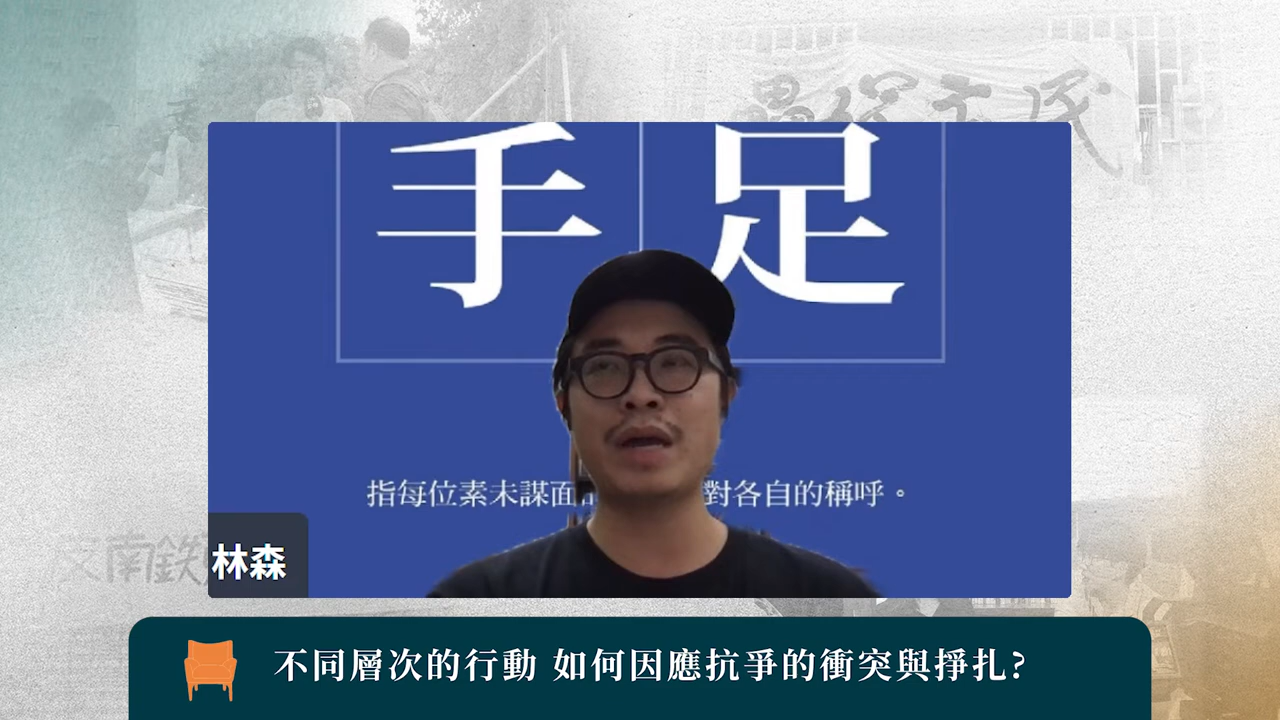 手足
指每位素未謀面
對各自的稱呼。
林森
不同層次的行動 如何因應抗爭的衝突與掙扎?